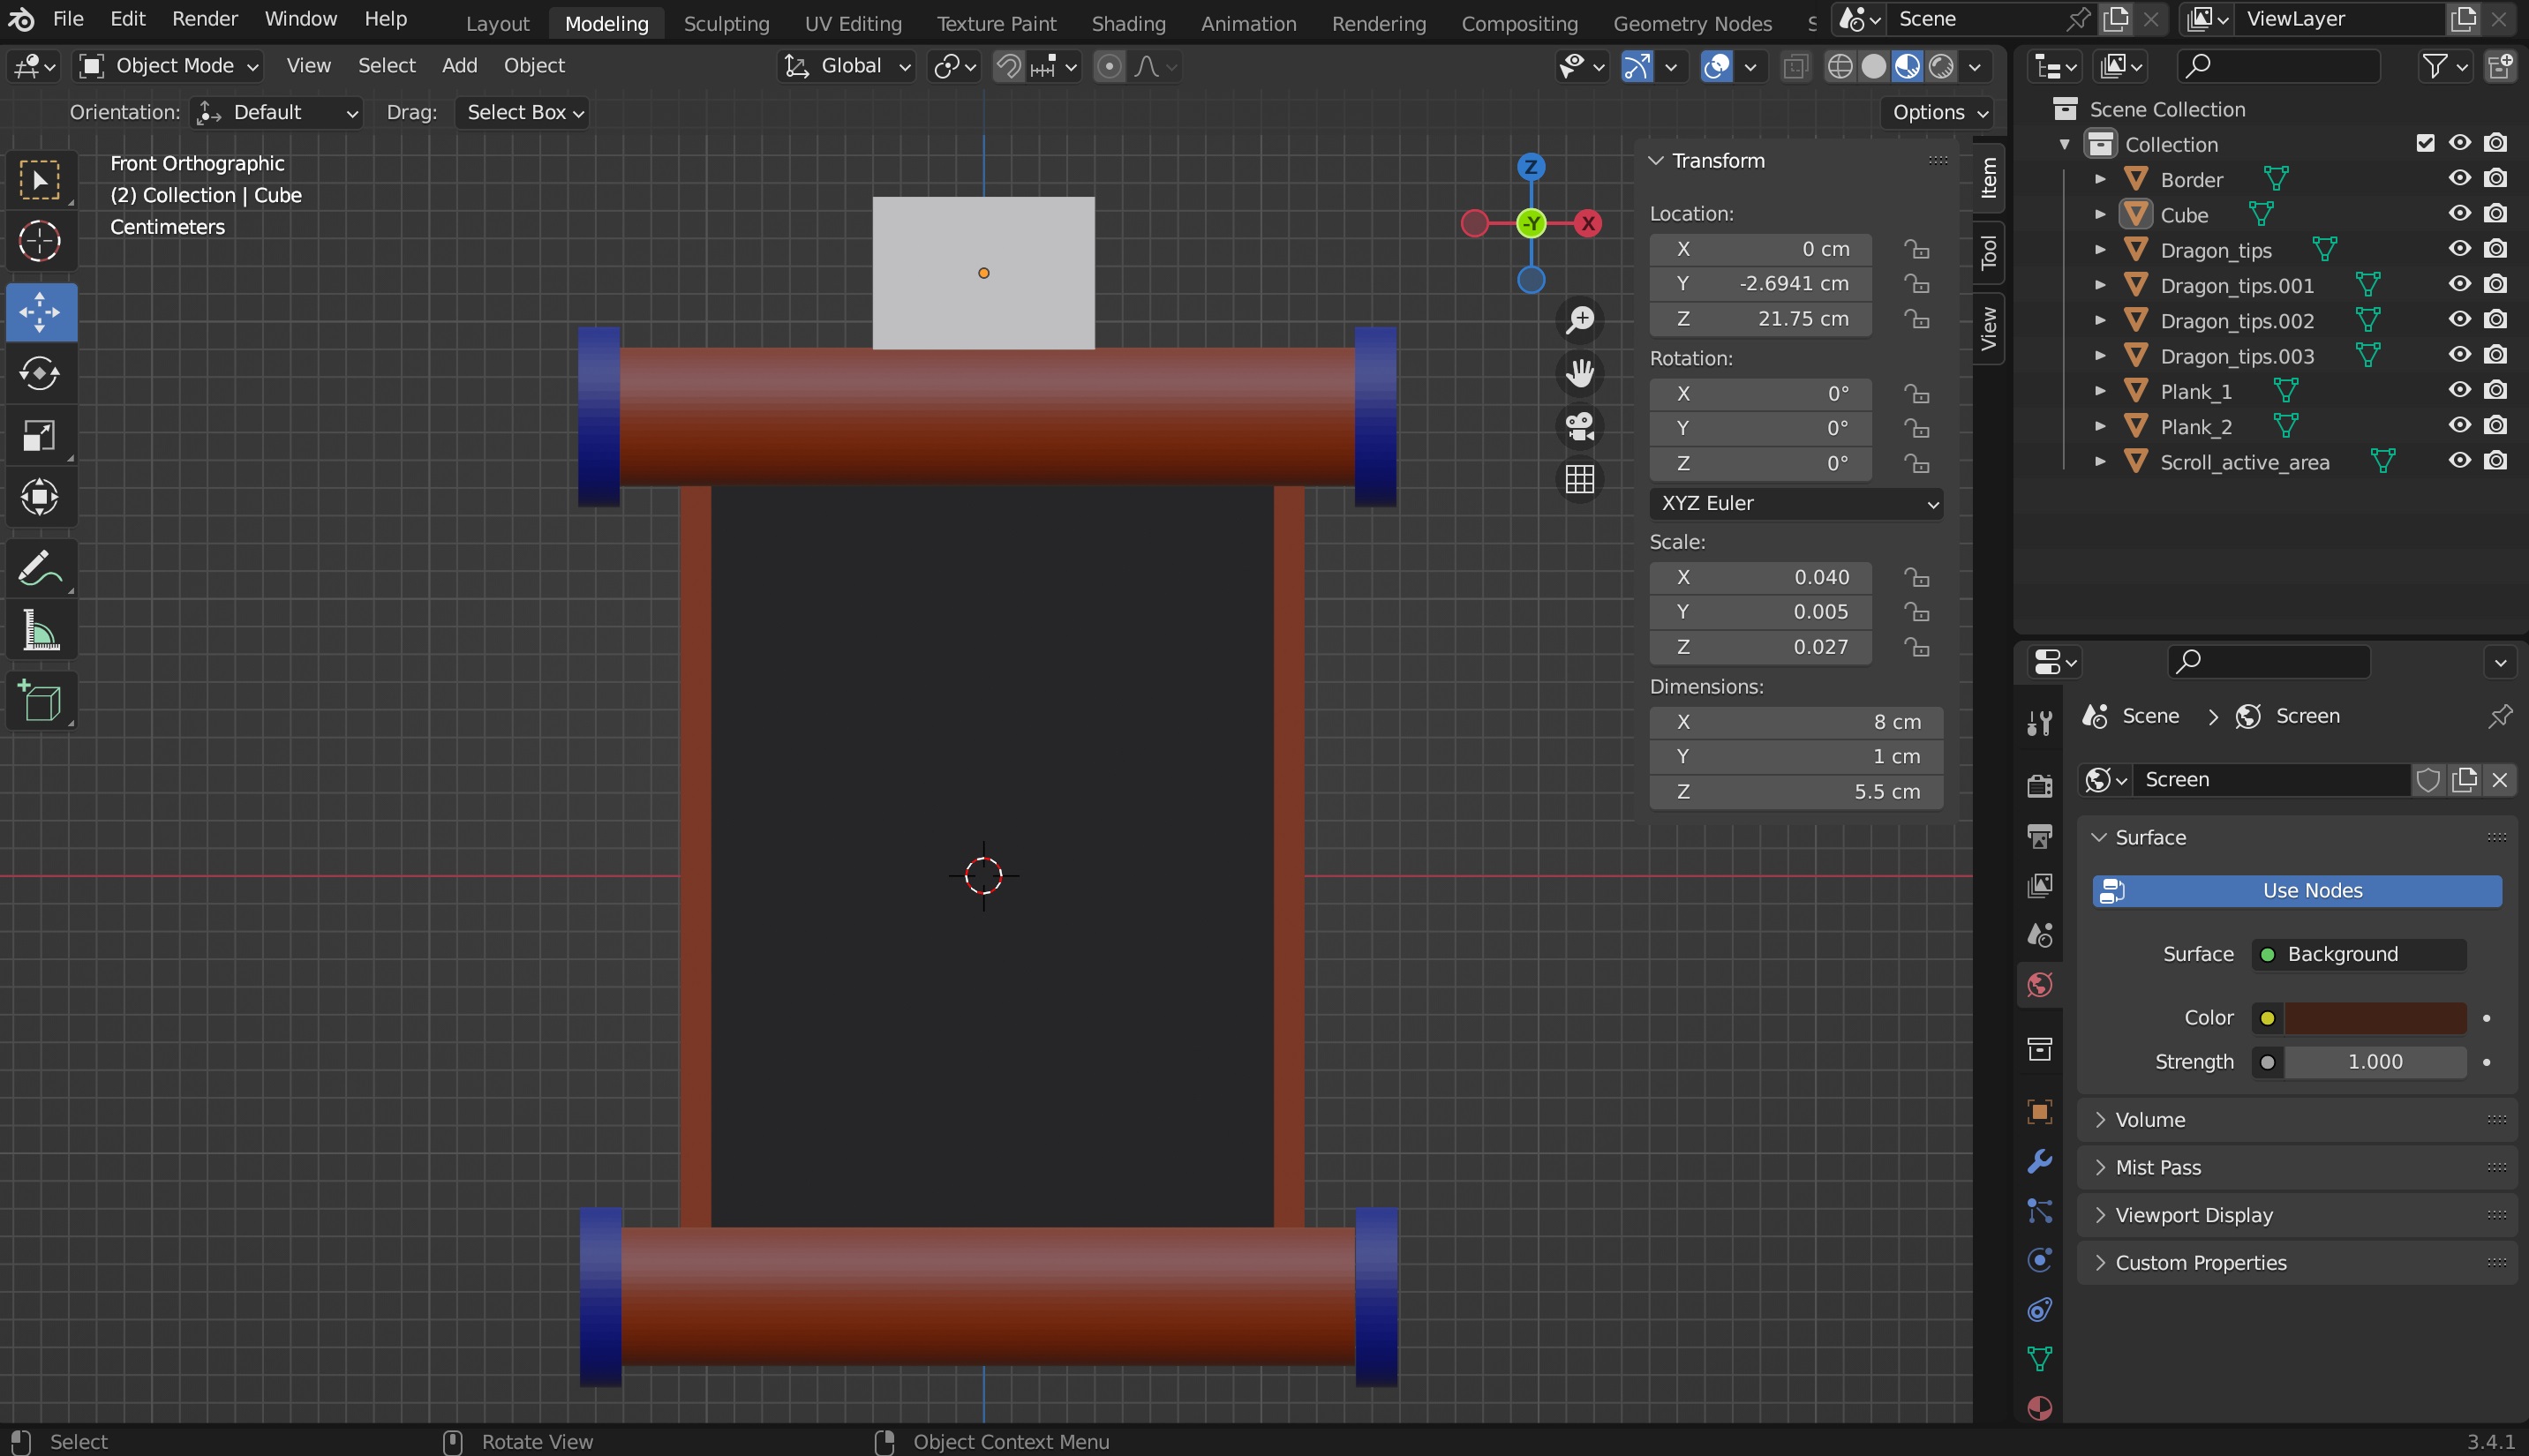 File Edit Render Window Help Layout Modeling Sculpting UV Editing Texture Paint Shading Animation Rendering Compositing Geometry Nodes Scene ViewLayer
Object Mode View Select Add Object Global
Orientation: Default Drag: Select Box Options
Front Orthographic
(2) Collection | Cube
Centimeters
Z
-Y
X
Transform
Location:
X 0 cm
Y -2.6941 cm
Z 21.75 cm
Rotation:
X 0°
Y 0°
Z 0°
XYZ Euler
Scale:
X 0.040
Y 0.005
Z 0.027
Dimensions:
X 8 cm
Y 1 cm
Z 5.5 cm
Item
Tool
View
Scene Collection
Collection
Border
Cube
Dragon_tips
Dragon_tips.001
Dragon_tips.002
Dragon_tips.003
Plank_1
Plank_2
Scroll_active_area
Scene > Screen
Screen
Surface
Use Nodes
Surface Background
Color
Strength 1.000
Volume
Mist Pass
Viewport Display
Custom Properties
Select Rotate View Object Context Menu 3.4.1